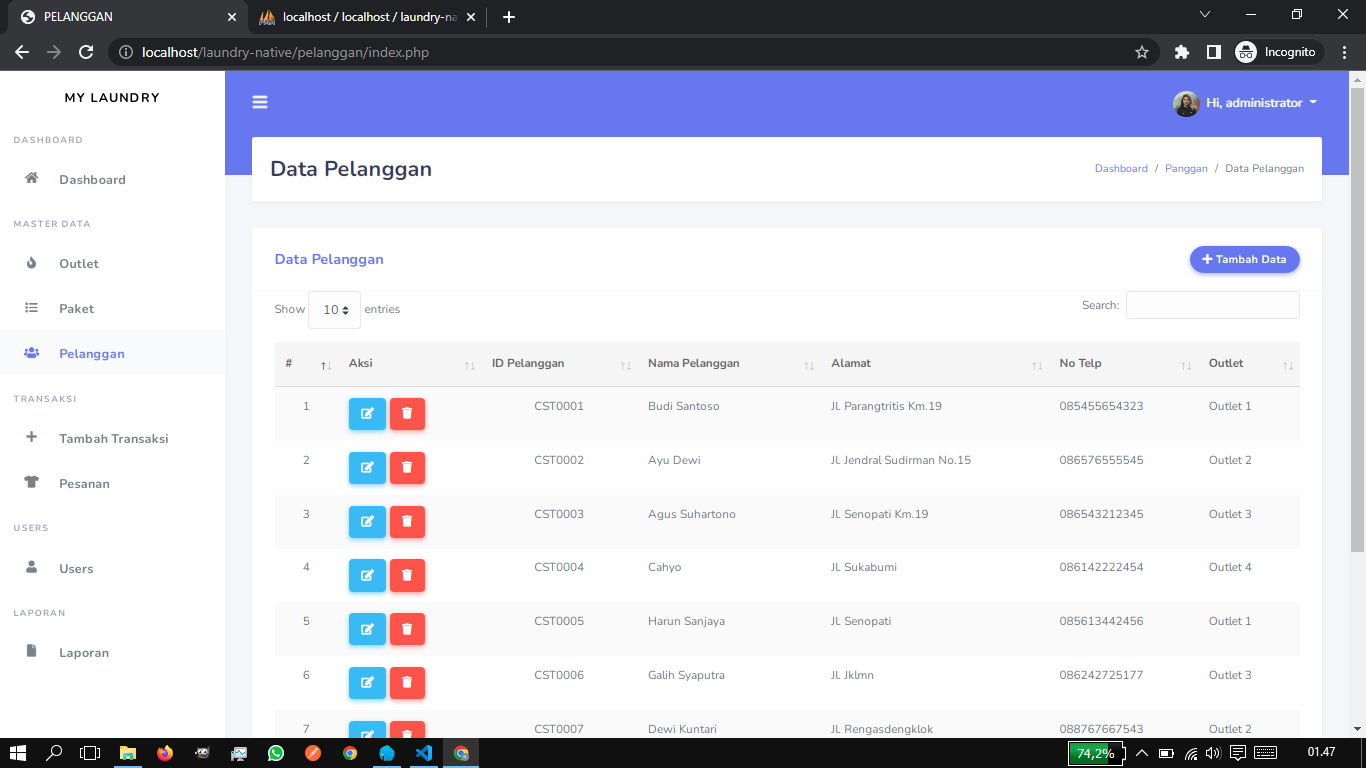 PELANGGAN
localhost / localhost / laundry-na
localhost/laundry-native/pelanggan/index.php
Incognito
MY LAUNDRY
Hi, administrator
DASHBOARD
Dashboard
MASTER DATA
Outlet
Paket
Pelanggan
TRANSAKSI
Tambah Transaksi
Pesanan
USERS
Users
LAPORAN
Laporan
Data Pelanggan
Dashboard / Panggan / Data Pelanggan
Data Pelanggan
Tambah Data
Show 10 entries
Search:
# Aksi ID Pelanggan Nama Pelanggan Alamat No Telp Outlet
1 CST0001 Budi Santoso Jl. Parangtritis Km.19 085455654323 Outlet 1
2 CST0002 Ayu Dewi Jl. Jendral Sudirman No.15 086576555545 Outlet 2
3 CST0003 Agus Suhartono Jl. Senopati Km.19 086543212345 Outlet 3
4 CST0004 Cahyo Jl. Sukabumi 086142222454 Outlet 4
5 CST0005 Harun Sanjaya Jl. Senopati 085613442456 Outlet 1
6 CST0006 Galih Syaputra Jl. Jklmn 086242725177 Outlet 3
7 CST0007 Dewi Kuntari Jl. Rengasdengklok 088767667543 Outlet 2
74,2%
01.47